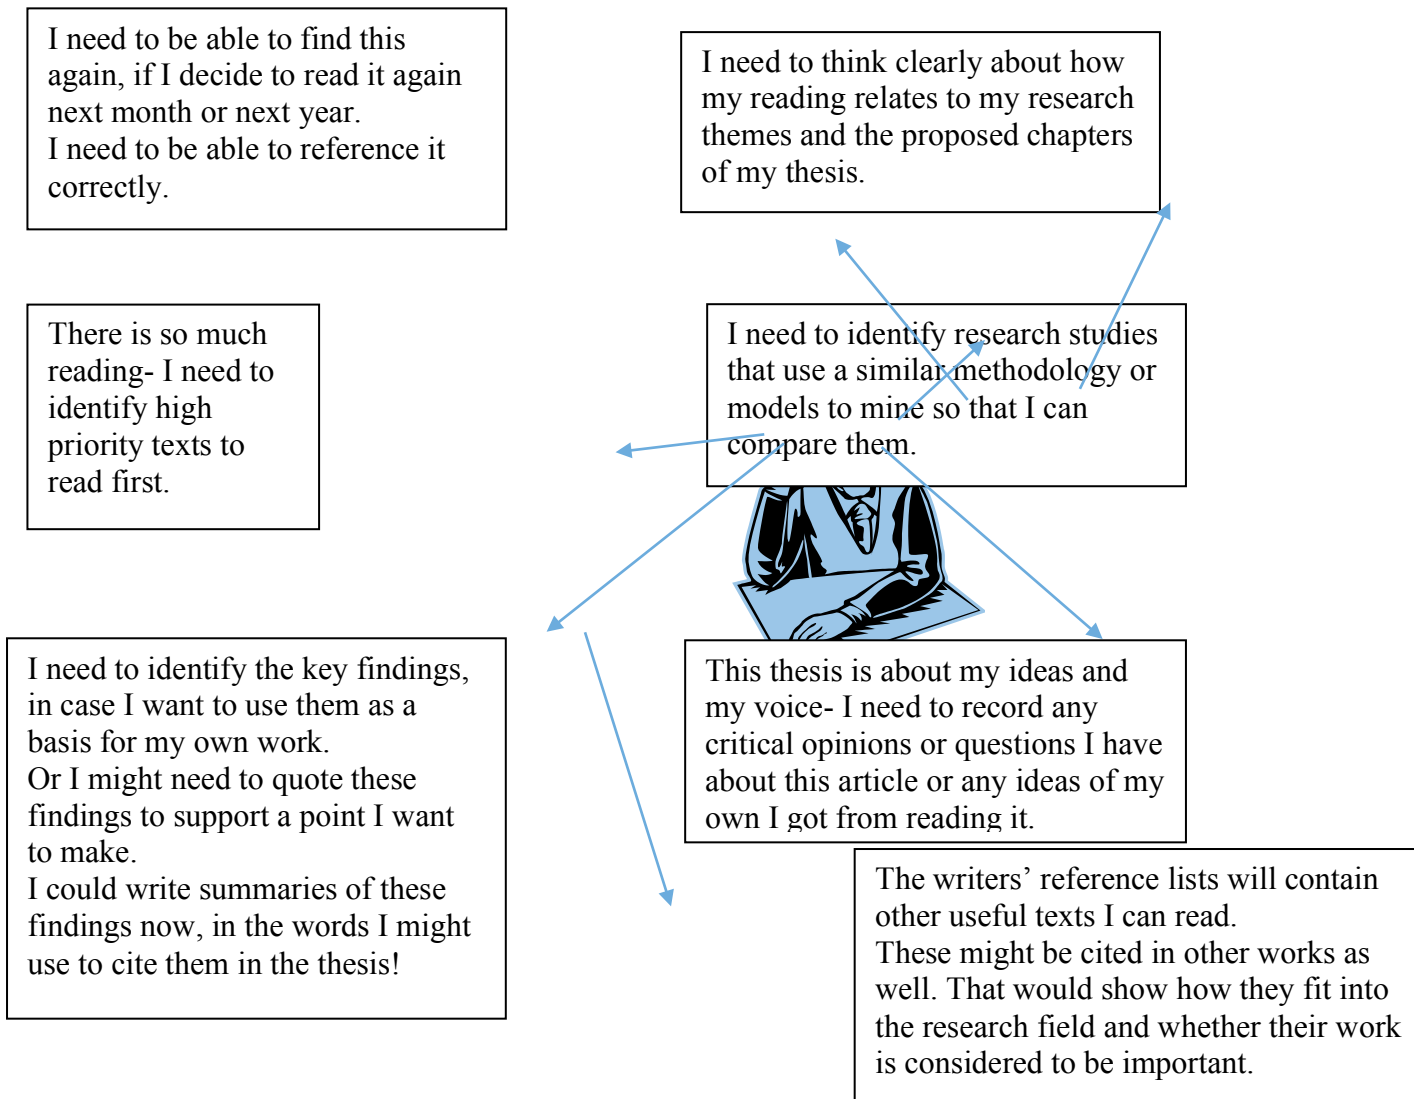 I need to be able to find this
again, if I decide to read it again
next month or next year.
I need to be able to reference it
correctly.
I need to think clearly about how
my reading relates to my research
themes and the proposed chapters
of my thesis.
There is so much
reading- I need to
identify high
priority texts to
read first.
I need to identify research studies
that use a similar methodology or
models to mine so that I can
compare them.
I need to identify the key findings,
in case I want to use them as a
basis for my own work.
Or I might need to quote these
findings to support a point I want
to make.
I could write summaries of these
findings now, in the words I might
use to cite them in the thesis!
This thesis is about my ideas and
my voice- I need to record any
critical opinions or questions I have
about this article or any ideas of my
own I got from reading it.
The writers’ reference lists will contain
other useful texts I can read.
These might be cited in other works as
well. That would show how they fit into
the research field and whether their work
is considered to be important.